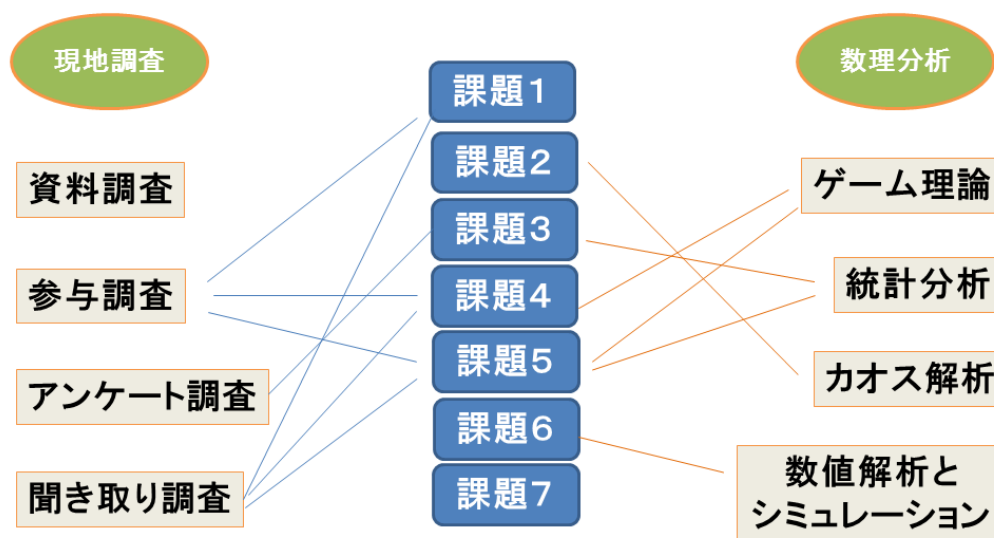 現地調査
数理分析
課題１
課題２
課題３
課題４
課題５
課題６
課題７
資料調査
参与調査
アンケート調査
聞き取り調査
ゲーム理論
統計分析
カオス解析
数値解析と
シミュレーション